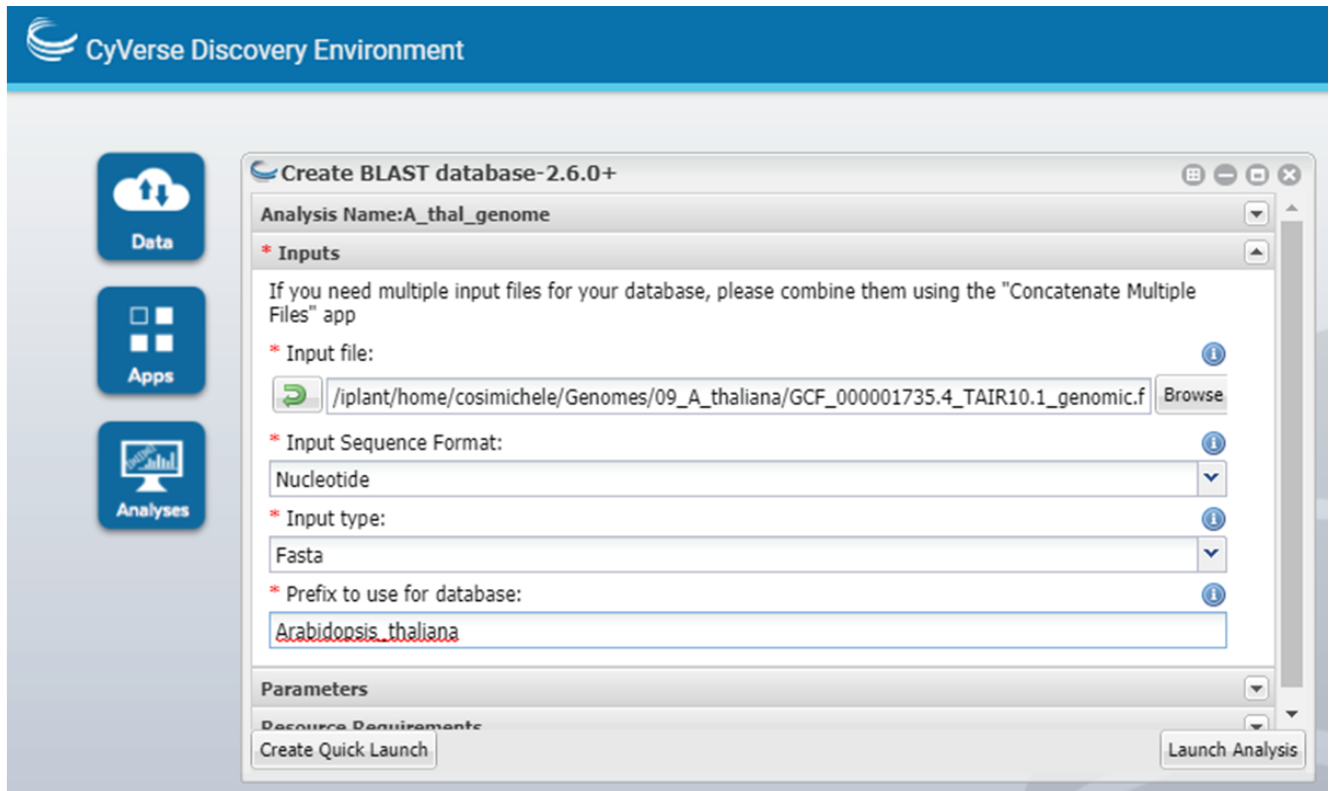 CyVerse Discovery Environment
Data
Apps
Analyses
Create BLAST database-2.6.0+
Analysis Name:A_thal_genome
* Inputs
If you need multiple input files for your database, please combine them using the "Concatenate Multiple
Files" app
* Input file:
/iplant/home/cosimichele/Genomes/09_A_thaliana/GCF_000001735.4_TAIR10.1_genomic.f
Browse
* Input Sequence Format:
Nucleotide
* Input type:
Fasta
* Prefix to use for database:
Arabidopsis_thaliana
Parameters
Resource Requirements
Create Quick Launch
Launch Analysis